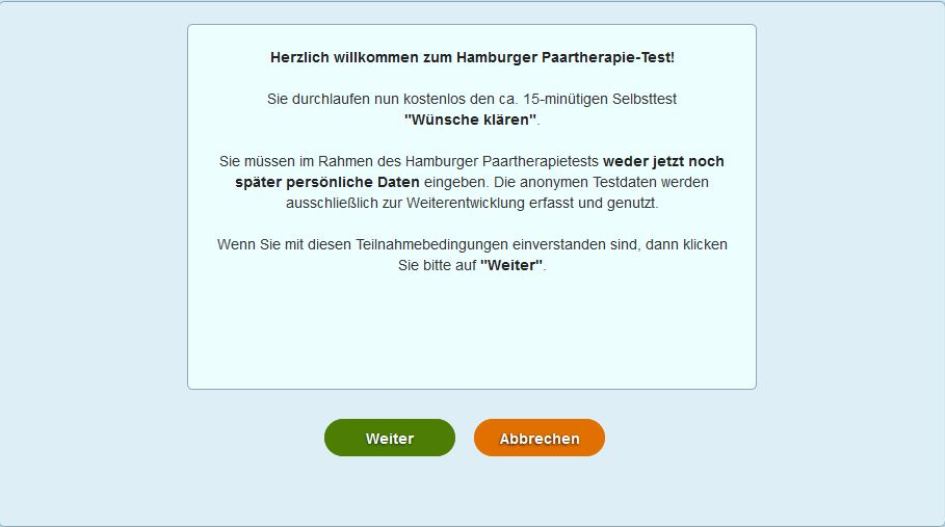 Herzlich willkommen zum Hamburger Paartherapie-Test!
Sie durchlaufen nun kostenlos den ca. 15-minütigen Selbsttest
"Wünsche klären".
Sie müssen im Rahmen des Hamburger Paartherapietests weder jetzt noch
später persönliche Daten eingeben. Die anonymen Testdaten werden
ausschließlich zur Weiterentwicklung erfasst und genutzt.
Wenn Sie mit diesen Teilnahmebedingungen einverstanden sind, dann klicken
Sie bitte auf "Weiter".
Weiter
Abbrechen